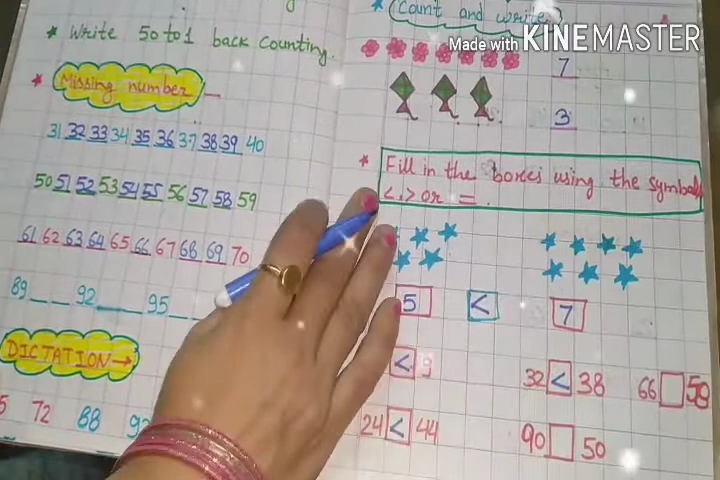 * Write 50 to 1 back Counting.
* Missing number
31 32 33 34 35 36 37 38 39 40
50 51 52 53 54 55 56 57 58 59
61 62 63 64 65 66 67 68 69 70
89 _ _ 92 _ _ 95 _
DICTATION →
5 72 88 92
* Count and write
Made with KINEMASTER
7
3
* Fill in the boxes using the symbols
<, > or =.
5 < 7
< 9 32 < 38 66 □ 58
24 < 44 90 □ 50